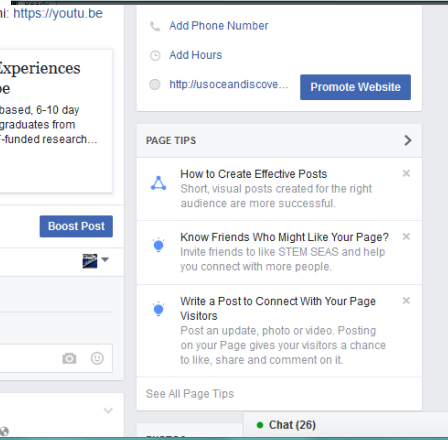 ni: https://youtu.be
Experiences
be
based, 6-10 day
graduates from
F-funded research...
Boost Post
Add Phone Number
Add Hours
http://usoceandiscove...
Promote Website
PAGE TIPS
How to Create Effective Posts
Short, visual posts created for the right
audience are more successful.
Know Friends Who Might Like Your Page?
Invite friends to like STEM SEAS and help
you connect with more people.
Write a Post to Connect With Your Page
Visitors
Post an update, photo or video. Posting
on your Page gives your visitors a chance
to like, share and comment on it.
See All Page Tips
Chat (26)